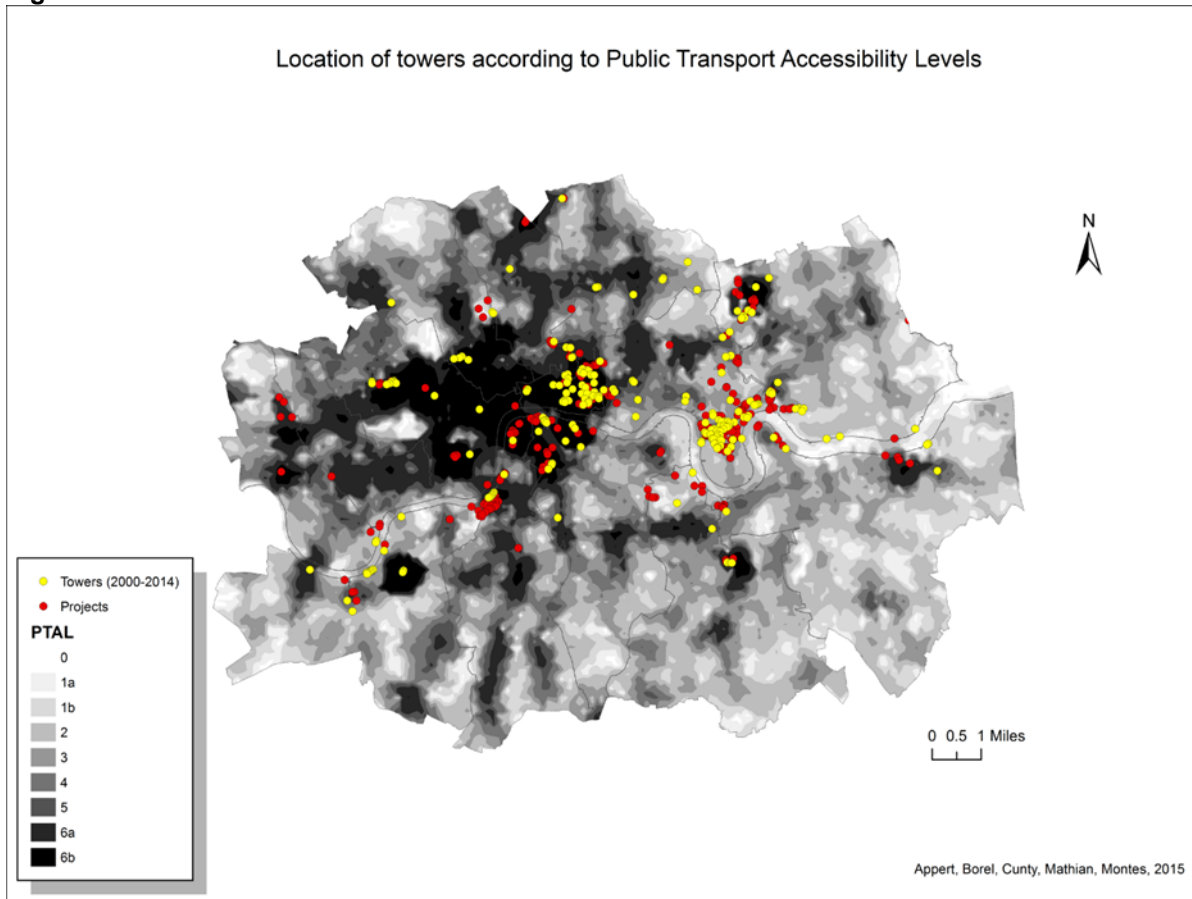 Location of towers according to Public Transport Accessibility Levels
N
Towers (2000-2014)
Projects
PTAL
0
1a
1b
2
3
4
5
6a
6b
0 0.5 1 Miles
Appert, Borel, Cunty, Mathian, Montes, 2015